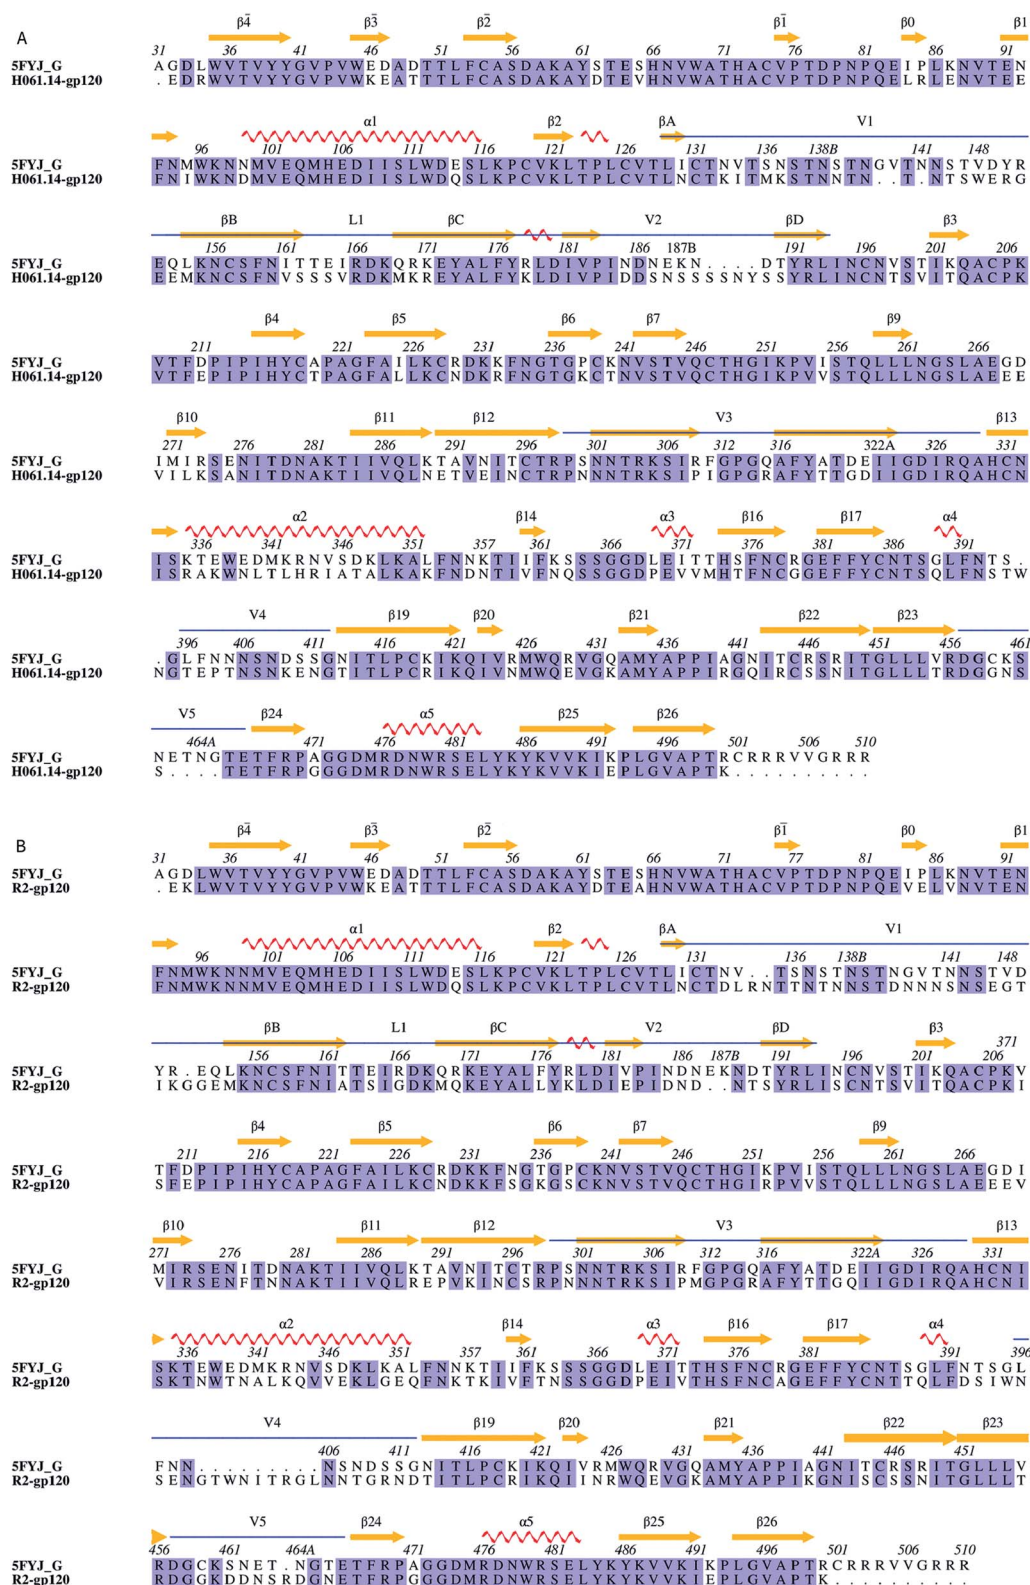 A
β4̄ β3̄ β2̄ β1̄ β0 β1
31 36 41 46 51 56 61 66 71 76 81 86 91
5FYJ_G AGDLWVTVYYGVPVWEDADTTLFCASDAKAYSTESHNVWATHACVPTDPNPQEIPLKNVTEN
H061.14-gp120 .EDRWVTVYYGVPVWKEATTTLFCASDAKAYDTEVHNVWATHACVPTDPNPQELRLENVTEE
α1 β2 βA V1
96 101 106 111 116 121 126 131 136 138B 141 148
5FYJ_G FNMWKNNMVEQMHEDIISLWDESLKPCVKLTPLCVTLICTNVTSNSTNSTNGVTNNSTVDYR
H061.14-gp120 FNIWKNDMVEQMHEDIISLWDQSLKPCVKLTPLCVTLNCTKITMKSTNNTN..T.NTSWERG
βB L1 βC V2 βD β3
156 161 166 171 176 181 186 187B 191 196 201 206
5FYJ_G EQLKNCSFNITTEIRDKQRKEYALFYRLDIVPINDNEKN....DTYRLINCNVSTIKQACPK
H061.14-gp120 EEMKNCSFNVSSSVRDKMKREYALFYKLDIVPIDDSNSSSSNYSSYRLINCNTSVITQACPK
β4 β5 β6 β7 β9
211 216 221 226 231 236 241 246 251 256 261 266
5FYJ_G VTFDPIPIHYCAPAGFAILKCRDKKFNGTGPCKNVSTVQCTHGIKPVISTQLLLNGSLAEGD
H061.14-gp120 VTFEPIPIHYCTPAGFALLKCNDKRFNGTGKCTNVSTVQCTHGIKPVVSTQLLLNGSLAEEE
β10 β11 β12 V3 β13
271 276 281 286 291 296 301 306 312 316 322A 326 331
5FYJ_G IMIRSENITDNAKTIIVQLKTAVNITCTRPSNNTRKSIRFGPGQAFYATDEIIGDIRQAHCN
H061.14-gp120 VILKSANITDNAKTIIVQLNETVEINCTRPNNNTRKSIPIGPGRAFYTTGDIIGDIRQAHCN
α2 β14 α3 β16 β17 α4
336 341 346 351 357 361 366 371 376 381 386 391
5FYJ_G ISKTEWEDMKRNVSDKLKALFNNKTIIFKSSSGGDLEITTHSFNCRGEFFYCNTSGLFNTS.
H061.14-gp120 ISRAKWNLTLHRIATALKAKFNDNTIVFNQSSGGDPEVVMHTFNCGGEFFYCNTSQLFNSTW
V4 β19 β20 β21 β22 β23
396 401 406 411 416 421 426 431 436 441 446 451 456 461
5FYJ_G .GLFNNNSNDSSGNITLPCKIKQIVRMWQRVGQAMYAPPIAGNITCRSRITGLLLVRDGCKS
H061.14-gp120 NGTEPTNSNKENGTITLPCRIKQIVNMWQEVGKAMYAPPIRGQIRCSSNITGLLLTRDGGNS
V5 β24 α5 β25 β26
464A 471 476 481 486 491 496 501 506 510
5FYJ_G NETNGTETFRPAGGDMRDNWRSELYKYKVVKIKPLGVAPTRCRRRVVGRRR
H061.14-gp120 S....TETFRPGGGDMRDNWRSELYKYKVVKIEPLGVAPTR..........
B
β4̄ β3̄ β2̄ β1̄ β0 β1
31 36 41 46 51 56 61 66 71 77 81 86 91
5FYJ_G AGDLWVTVYYGVPVWEDADTTLFCASDAKAYSTESHNVWATHACVPTDPNPQEIPLKNVTEN
R2-gp120 .EKLWVTVYYGVPVWKEATTTLFCASDAKAYDTEAHNVWATHACVPTDPNPQEVELVNVTEN
α1 β2 βA V1
96 101 106 111 116 121 126 131 136 138B 141 148
5FYJ_G FNMWKNNMVEQMHEDIISLWDESLKPCVKLTPLCVTLICTNV..TSNSTNSTNGVTNNSTVD
R2-gp120 FNMWKNNMVEQMHEDIISLWDQSLKPCVKLTPLCVTLNCTDLRNTTNTNNSTDNNNSNSEGT
βB L1 βC V2 βD β3
156 161 166 171 176 181 186 187B 191 196 201 206 371
5FYJ_G YR.EQLKNCSFNITTEIRDKQRKEYALFYRLDIVPINDNEKNDTYRLINCNVSTIKQACPKV
R2-gp120 IKGGEMKNCSFNIATSIGDKMQKEYALLYKLDIEPIDND..NTSYRLISCNTSVITQACPKI
β4 β5 β6 β7 β9
211 216 222 226 231 236 241 246 251 256 261 266
5FYJ_G TFDPIPIHYCAPAGFAILKCRDKKFNGTGPCKNVSTVQCTHGIKPVISTQLLLNGSLAEGDI
R2-gp120 SFEPIPIHYCAPAGFAILKCNDKKFSGKGSCKNVSTVQCTHGIRPVVSTQLLLNGSLAEEEV
β10 β11 β12 V3 β13
271 276 281 286 291 296 301 306 312 316 322A 326 331
5FYJ_G MIRSENITDNAKTIIVQLKTAVNITCTRPSNNTRKSIRFGPGQAFYATDEIIGDIRQAHCNI
R2-gp120 VIRSENFTNNAKTIIVQLREPVKINCSRPNNNTRKSIPMGPGRAFYTTGQIIGDIRQAHCNI
α2 β14 α3 β16 β17 α4
336 341 346 351 357 361 366 371 376 381 391 396
5FYJ_G SKTEWEDMKRNVSDKLKALFNNKTIIFKSSSGGDLEITTHSFNCRGEFFYCNTSGLFNTSGL
R2-gp120 SKTNWTNALKQVVEKLGEQFNKTKIVFTNSSGGDPEIVTHSFNCAGEFFYCNTTQLFDSIWN
V4 β19 β20 β21 β22 β23
406 411 416 421 426 431 436 441 446 451
5FYJ_G FNN.........NSNDSSGNITLPCKIKQIVRMWQRVGQAMYAPPIAGNITCRSRITGLLLV
R2-gp120 SENGTWNITRGLNNTGRNDTITLPCRIKQIINRWQEVGKAMYAPPIKGNISCSSNITGLLLT
V5 β24 α5 β25 β26
456 461 464A 471 476 481 486 491 496 501 506 510
5FYJ_G RDGCKSNET.NGTETFRPAGGDMRDNWRSELYKYKVVKIKPLGVAPTRCRRRVVGRRR
R2-gp120 RDGGKDDNSRDGNETFRPGGGDMRDNWRSELYKYKVVKIEPLGVAPTK..........